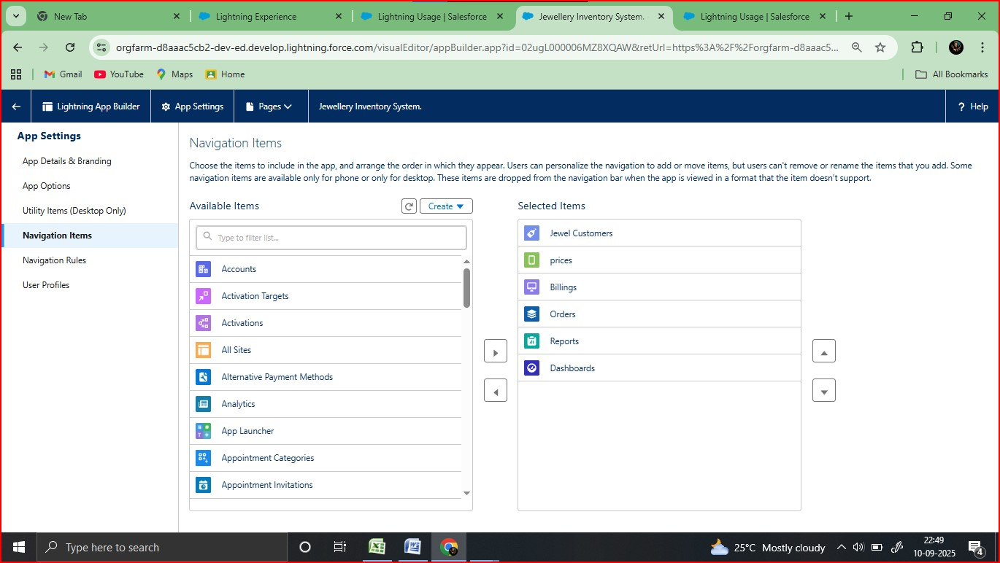 New Tab
Lightning Experience
Lightning Usage | Salesforce
Jewellery Inventory System.
Lightning Usage | Salesforce
orgfarm-d8aaac5cb2-dev-ed.develop.lightning.force.com/visualEditor/appBuilder.app?id=02ugL000006MZ8XQAW&retUrl=https%3A%2F%2Forgfarm-d8aaac5...
Gmail
YouTube
Maps
Home
All Bookmarks
Lightning App Builder
App Settings
Pages
Jewellery Inventory System.
? Help
App Settings
App Details & Branding
App Options
Utility Items (Desktop Only)
Navigation Items
Navigation Rules
User Profiles
Navigation Items
Choose the items to include in the app, and arrange the order in which they appear. Users can personalize the navigation to add or move items, but users can't remove or rename the items that you add. Some
navigation items are available only for phone or only for desktop. These items are dropped from the navigation bar when the app is viewed in a format that the item doesn't support.
Available Items
Create
Type to filter list...
Accounts
Activation Targets
Activations
All Sites
Alternative Payment Methods
Analytics
App Launcher
Appointment Categories
Appointment Invitations
Selected Items
Jewel Customers
prices
Billings
Orders
Reports
Dashboards
Type here to search
25°C Mostly cloudy
22:49
10-09-2025
4